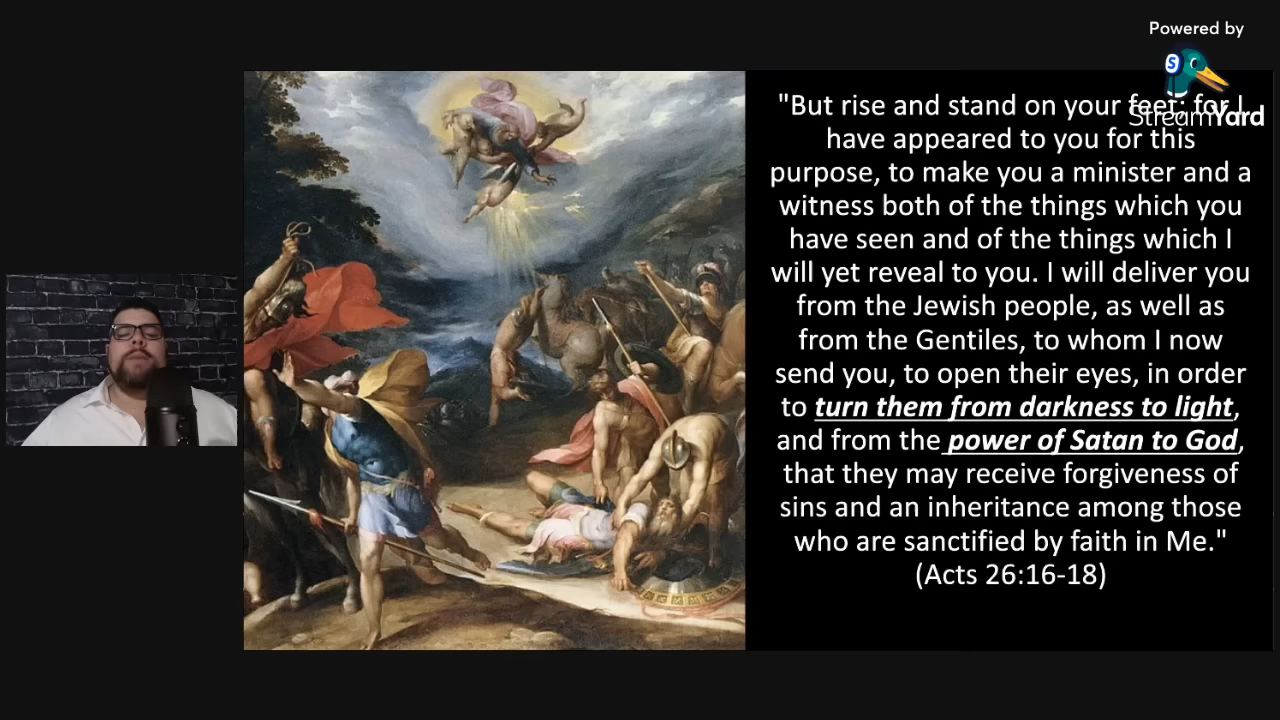 Powered by
StreamYard
"But rise and stand on your feet; for I
have appeared to you for this
purpose, to make you a minister and a
witness both of the things which you
have seen and of the things which I
will yet reveal to you. I will deliver you
from the Jewish people, as well as
from the Gentiles, to whom I now
send you, to open their eyes, in order
to turn them from darkness to light,
and from the power of Satan to God,
that they may receive forgiveness of
sins and an inheritance among those
who are sanctified by faith in Me."
(Acts 26:16-18)